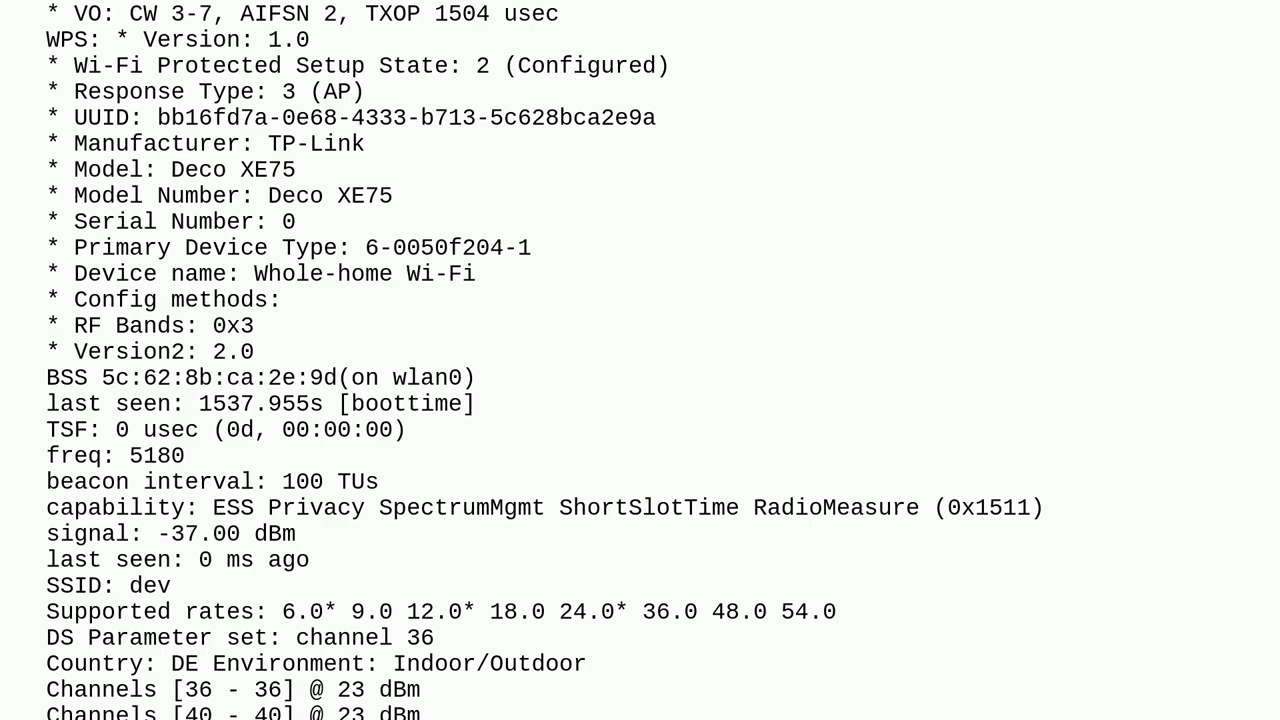 * VO: CW 3-7, AIFSN 2, TXOP 1504 usec
WPS: * Version: 1.0
* Wi-Fi Protected Setup State: 2 (Configured)
* Response Type: 3 (AP)
* UUID: bb16fd7a-0e68-4333-b713-5c628bca2e9a
* Manufacturer: TP-Link
* Model: Deco XE75
* Model Number: Deco XE75
* Serial Number: 0
* Primary Device Type: 6-0050f204-1
* Device name: Whole-home Wi-Fi
* Config methods:
* RF Bands: 0x3
* Version2: 2.0
BSS 5c:62:8b:ca:2e:9d(on wlan0)
last seen: 1537.955s [boottime]
TSF: 0 usec (0d, 00:00:00)
freq: 5180
beacon interval: 100 TUs
capability: ESS Privacy SpectrumMgmt ShortSlotTime RadioMeasure (0x1511)
signal: -37.00 dBm
last seen: 0 ms ago
SSID: dev
Supported rates: 6.0* 9.0 12.0* 18.0 24.0* 36.0 48.0 54.0
DS Parameter set: channel 36
Country: DE Environment: Indoor/Outdoor
Channels [36 - 36] @ 23 dBm
Channels [40 - 40] @ 23 dBm